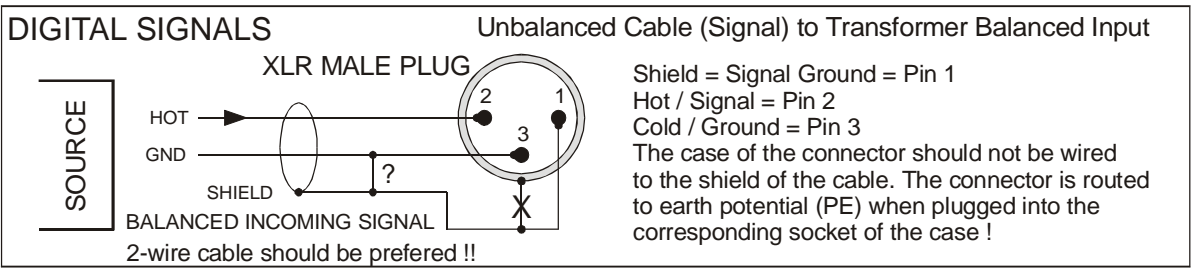 DIGITAL SIGNALS
Unbalanced Cable (Signal) to Transformer Balanced Input
XLR MALE PLUG
SOURCE
HOT
GND
SHIELD
?
2
1
3
X
BALANCED INCOMING SIGNAL
2-wire cable should be prefered !!
Shield = Signal Ground = Pin 1
Hot / Signal = Pin 2
Cold / Ground = Pin 3
The case of the connector should not be wired
to the shield of the cable. The connector is routed
to earth potential (PE) when plugged into the
corresponding socket of the case !